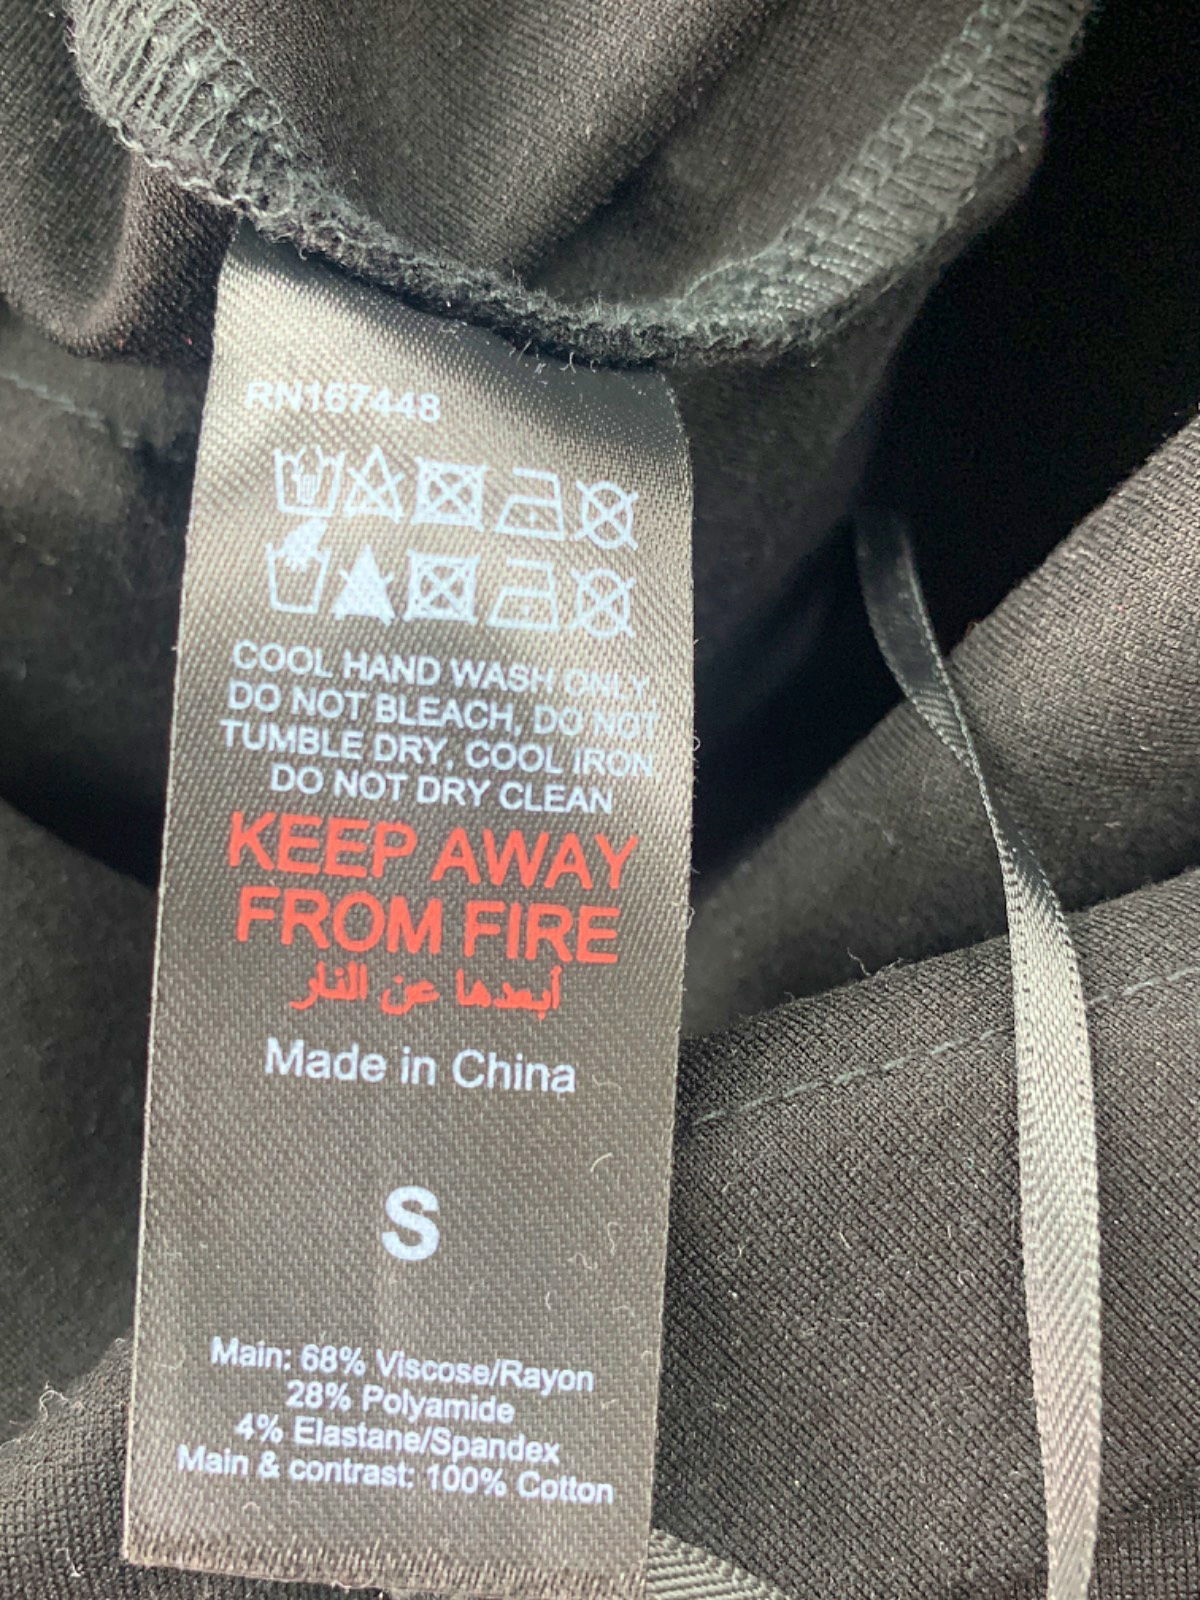 RN167448
COOL HAND WASH ONLY,
DO NOT BLEACH, DO NOT
TUMBLE DRY, COOL IRON,
DO NOT DRY CLEAN
KEEP AWAY
FROM FIRE
أبعدها عن النار
Made in China
S
Main: 68% Viscose/Rayon
28% Polyamide
4% Elastane/Spandex
Main & contrast: 100% Cotton